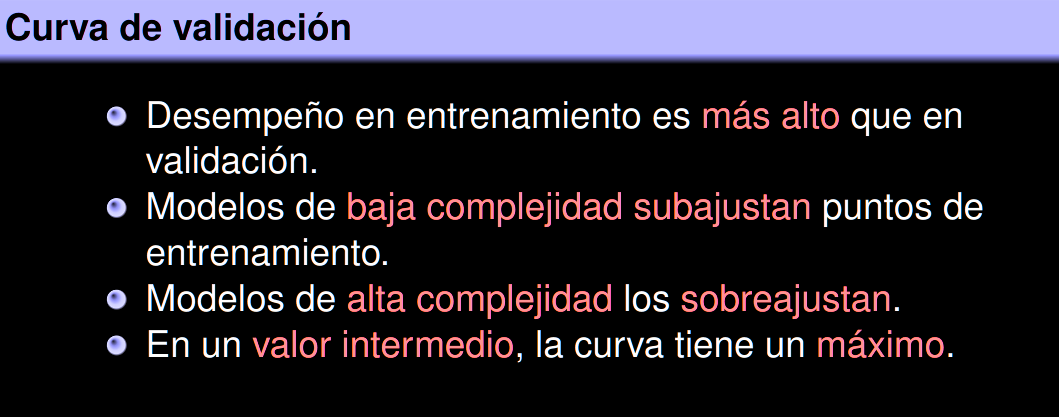 Curva de validación
Desempeño en entrenamiento es más alto que en
validación.
Modelos de baja complejidad subajustan puntos de
entrenamiento.
Modelos de alta complejidad los sobreajustan.
En un valor intermedio, la curva tiene un máximo.